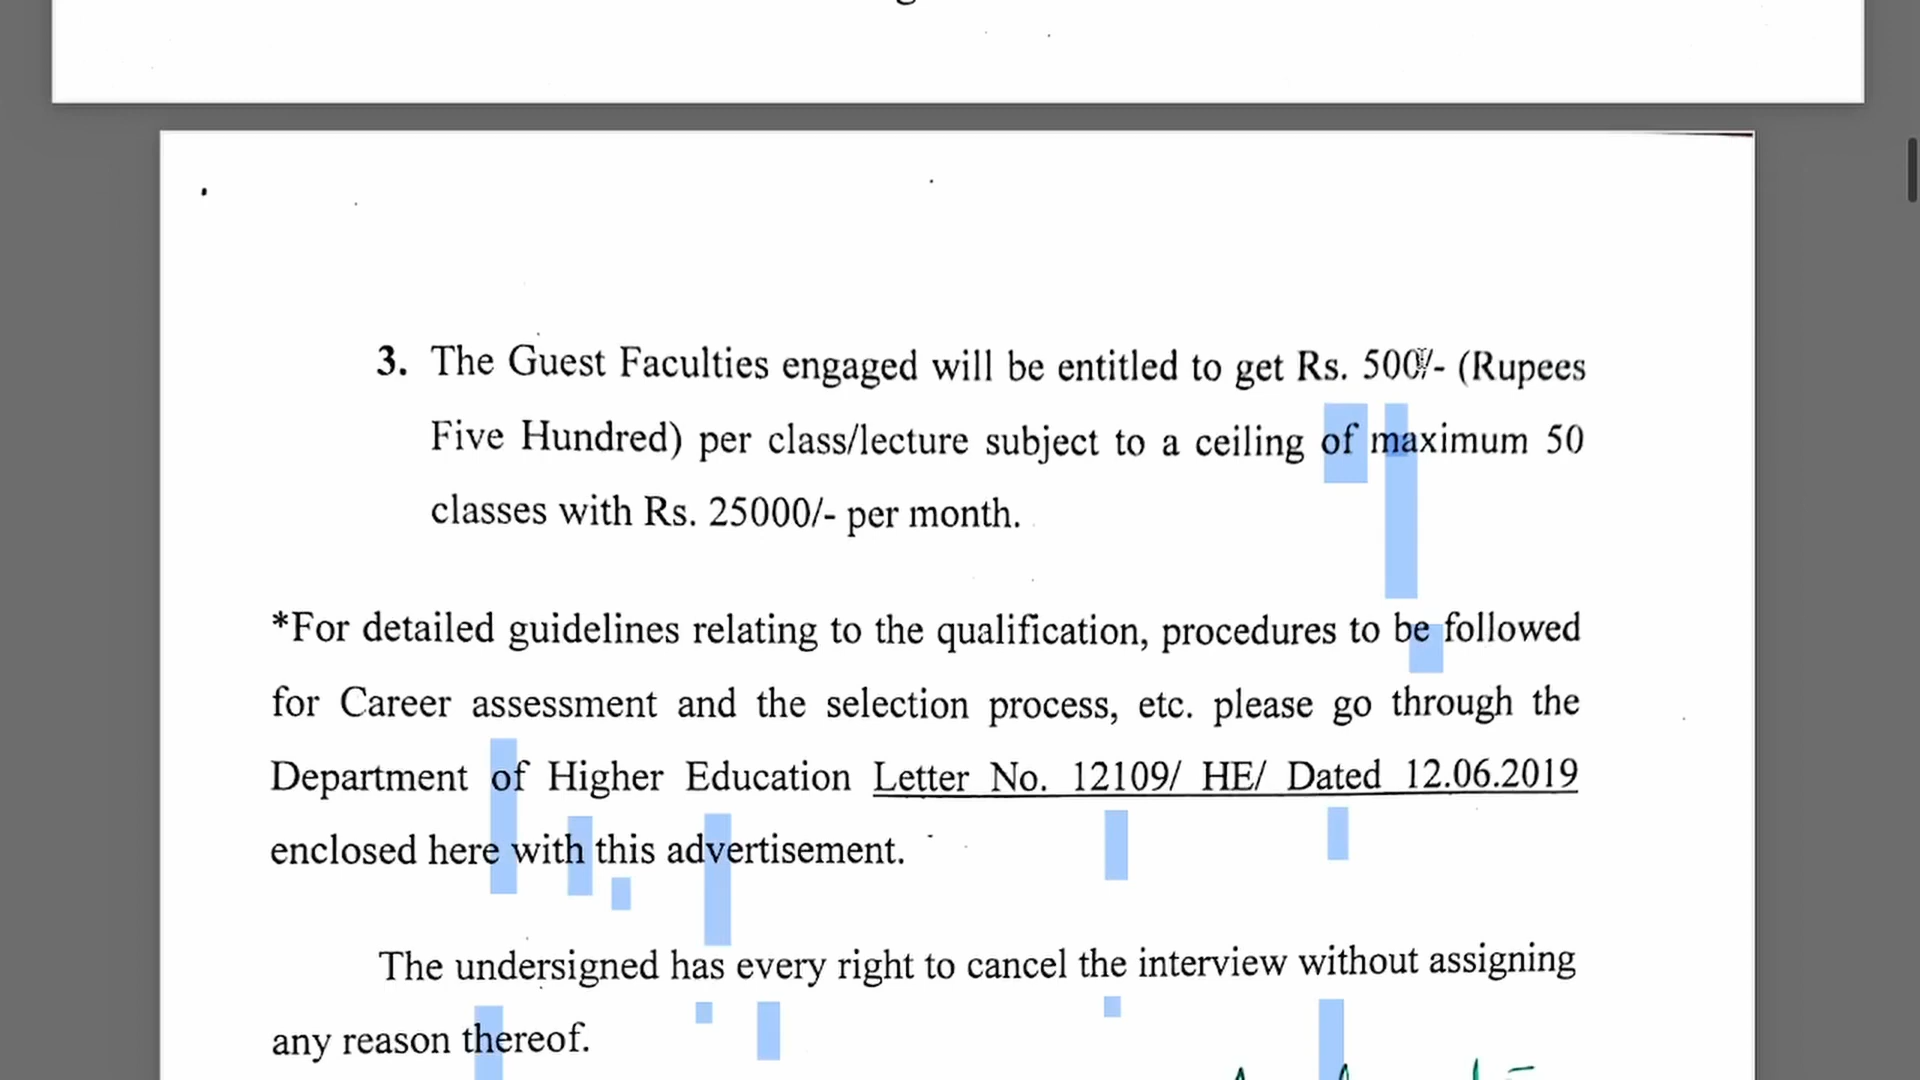 3. The Guest Faculties engaged will be entitled to get Rs. 500/- (Rupees
Five Hundred) per class/lecture subject to a ceiling of maximum 50
classes with Rs. 25000/- per month.
*For detailed guidelines relating to the qualification, procedures to be followed
for Career assessment and the selection process, etc. please go through the
Department of Higher Education Letter No. 12109/ HE/ Dated 12.06.2019
enclosed here with this advertisement.
The undersigned has every right to cancel the interview without assigning
any reason thereof.